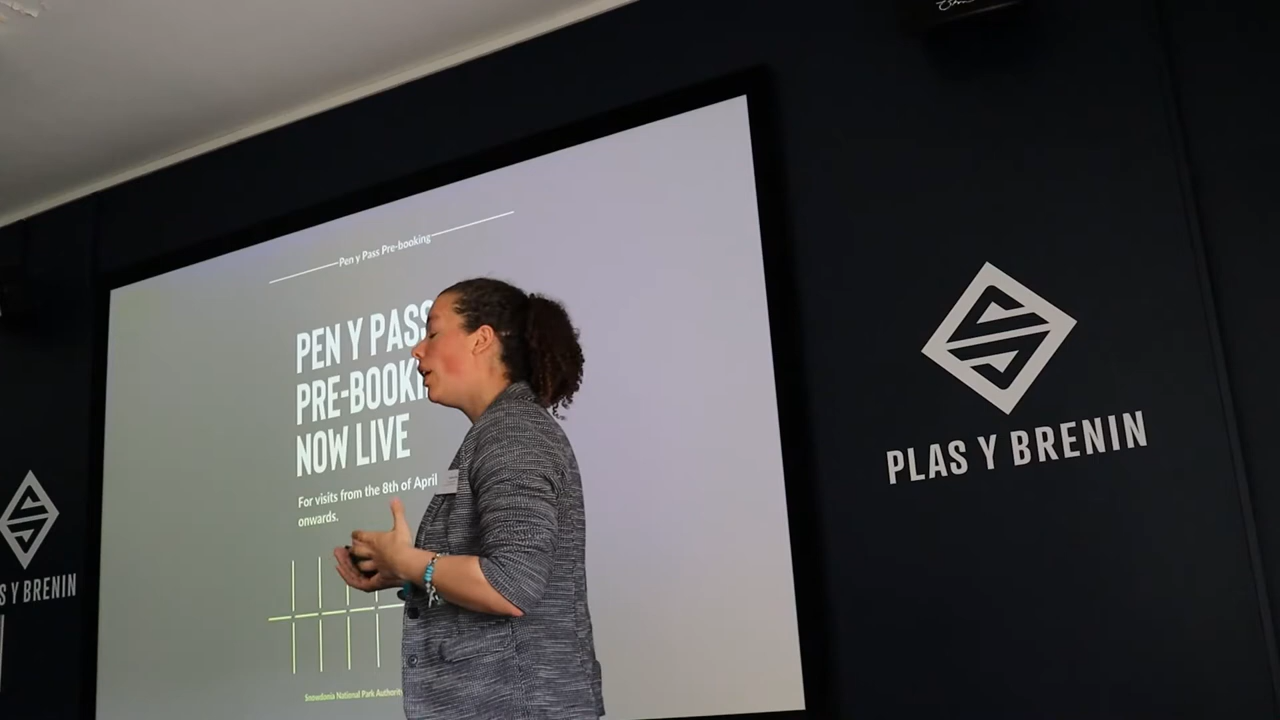 Pen y Pass Pre-booking
PEN Y PASS
PRE-BOOKI
NOW LIVE
For visits from the 8th of April
onwards.
Snowdonia National Park Authority
PLAS Y BRENIN
S Y BRENIN